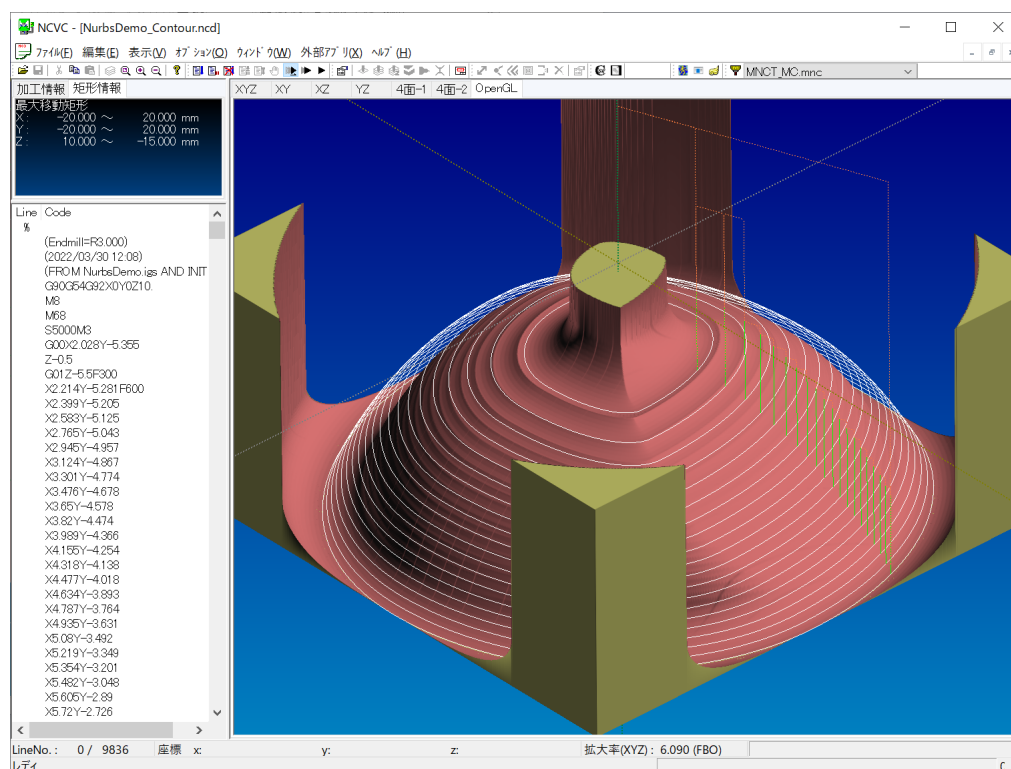 NCVC - [NurbsDemo_Contour.ncd]
ファイル(F) 編集(E) 表示(V) オプション(O) ウィンドウ(W) 外部アプリ(X) ヘルプ(H)
MNCT_MC.mnc
加工情報 矩形情報 XYZ XY XZ YZ 4面-1 4面-2 OpenGL
最大移動矩形
X : -20.000 ～ 20.000 mm
Y : -20.000 ～ 20.000 mm
Z : 10.000 ～ -15.000 mm
Line Code
%
(Endmill=R3.000)
(2022/03/30 12:08)
(FROM NurbsDemo.igs AND INIT
G90G54G92X0Y0Z10.
M8
M68
S5000M3
G00X2.028Y-5.355
Z-0.5
G01Z-5.5F300
X2.214Y-5.281F600
X2.399Y-5.205
X2.583Y-5.125
X2.765Y-5.043
X2.945Y-4.957
X3.124Y-4.867
X3.301Y-4.774
X3.476Y-4.678
X3.65Y-4.578
X3.82Y-4.474
X3.989Y-4.366
X4.155Y-4.254
X4.318Y-4.138
X4.477Y-4.018
X4.634Y-3.893
X4.787Y-3.764
X4.935Y-3.631
X5.08Y-3.492
X5.219Y-3.349
X5.354Y-3.201
X5.482Y-3.048
X5.605Y-2.89
X5.72Y-2.726
LineNo. : 0 / 9836 座標 x: y: z: 拡大率(XYZ) : 6.090 (FBO)
レディ